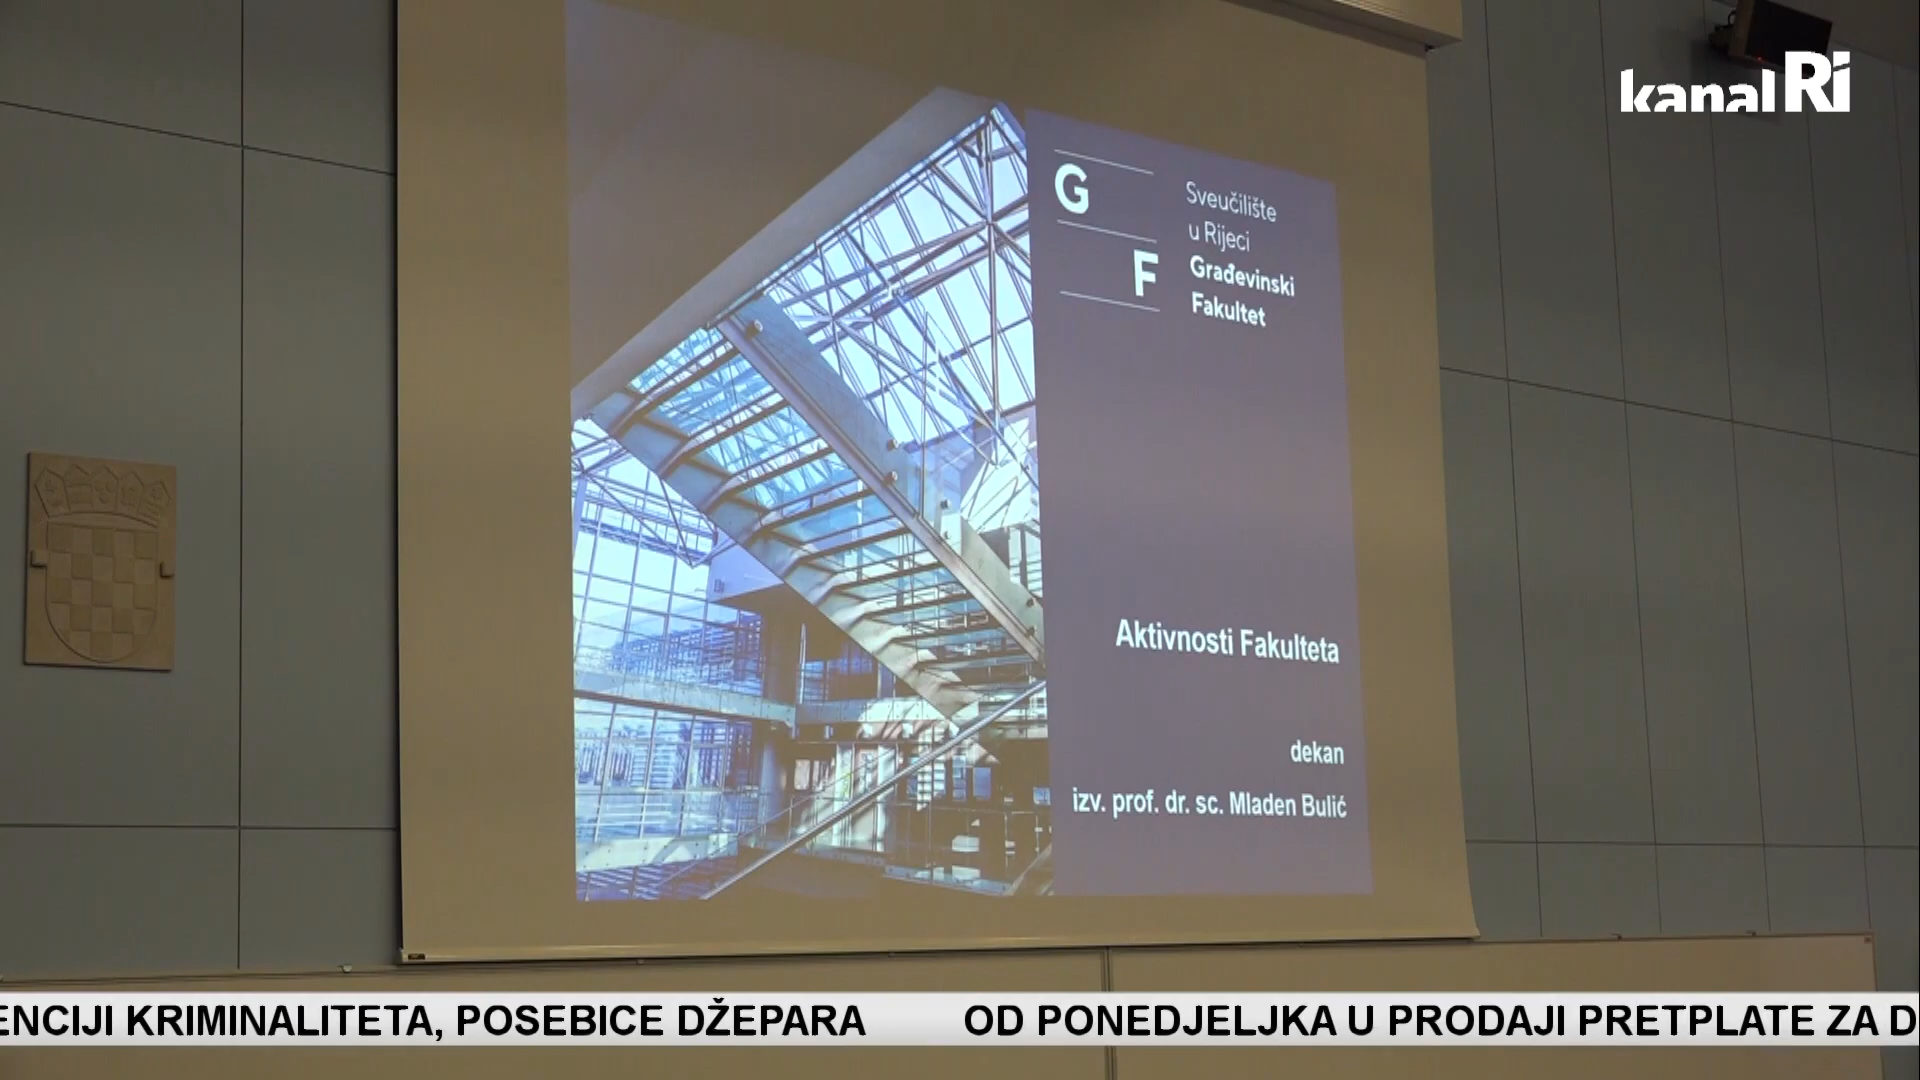 kanalRi
G
F
Sveučilište
u Rijeci
Građevinski
Fakultet
Aktivnosti Fakulteta
dekan
izv. prof. dr. sc. Mladen Bulić
ENCIJI KRIMINALITETA, POSEBICE DŽEPARA OD PONEDJELJKA U PRODAJI PRETPLATE ZA D